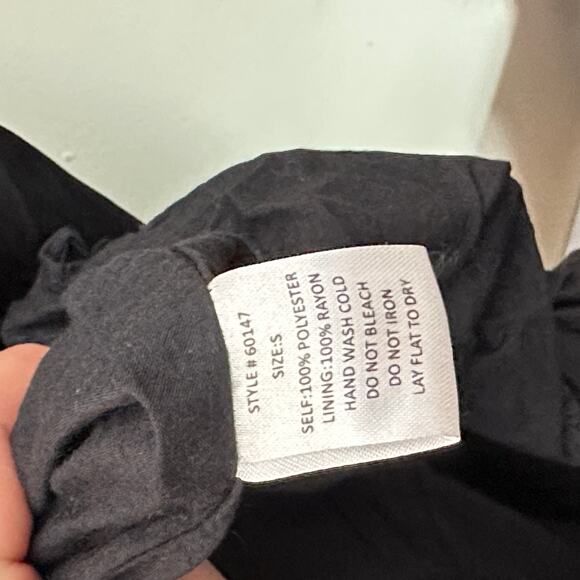 STYLE # 60147
SIZE:S
SELF:100% POLYESTER
LINING:100% RAYON
HAND WASH COLD
DO NOT BLEACH
DO NOT IRON
LAY FLAT TO DRY